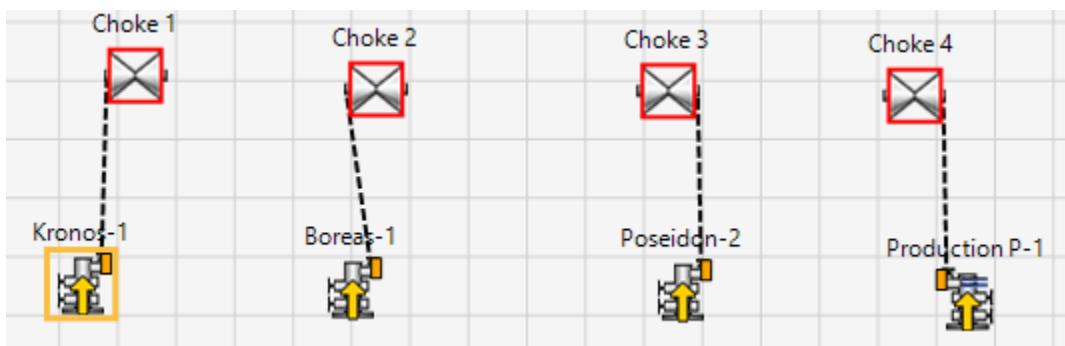 Choke 1
Choke 2
Choke 3
Choke 4
Kronos-1
Boreas-1
Poseidon-2
Production P-1